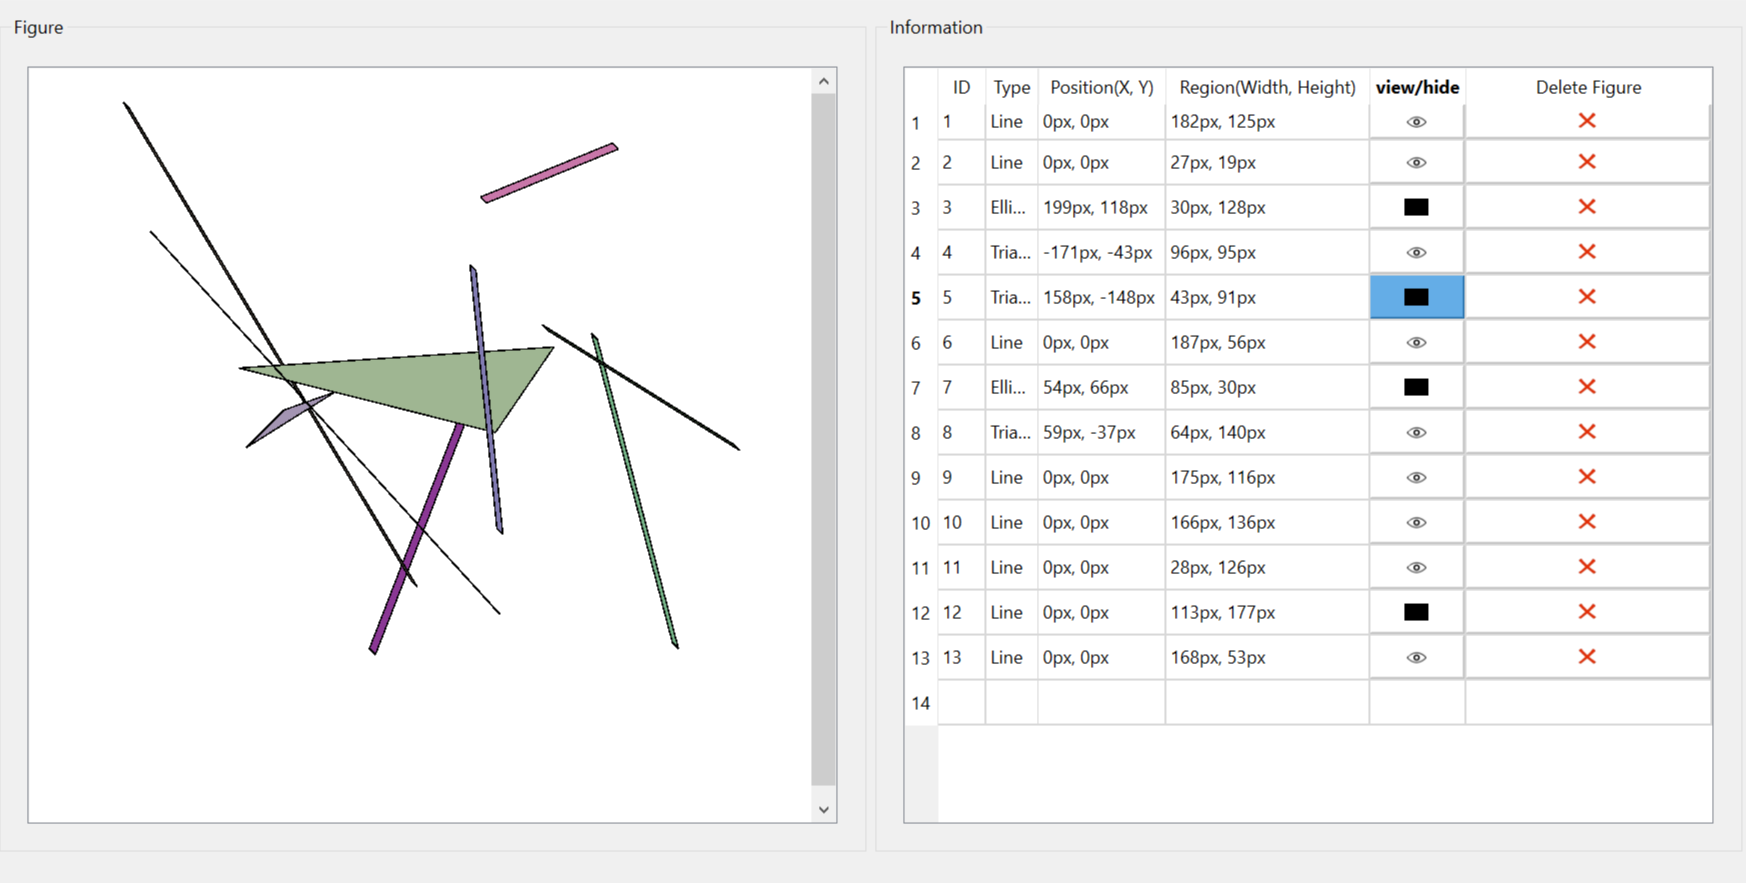 Figure
Information
ID Type Position(X, Y) Region(Width, Height) view/hide Delete Figure
1 1 Line 0px, 0px 182px, 125px
2 2 Line 0px, 0px 27px, 19px
3 3 Elli... 199px, 118px 30px, 128px
4 4 Tria... -171px, -43px 96px, 95px
5 5 Tria... 158px, -148px 43px, 91px
6 6 Line 0px, 0px 187px, 56px
7 7 Elli... 54px, 66px 85px, 30px
8 8 Tria... 59px, -37px 64px, 140px
9 9 Line 0px, 0px 175px, 116px
10 10 Line 0px, 0px 166px, 136px
11 11 Line 0px, 0px 28px, 126px
12 12 Line 0px, 0px 113px, 177px
13 13 Line 0px, 0px 168px, 53px
14